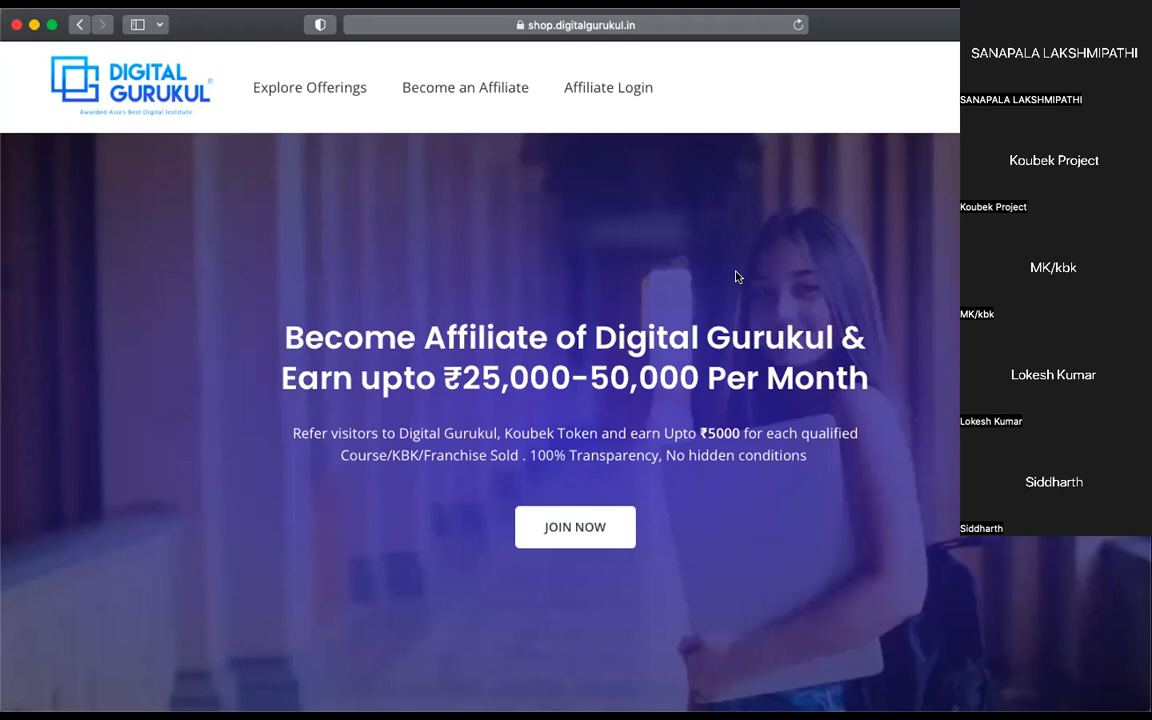 shop.digitalgurukul.in
DIGITAL
GURUKUL®
Awarded Asia's Best Digital Institute
Explore Offerings
Become an Affiliate
Affiliate Login
Become Affiliate of Digital Gurukul &
Earn upto ₹25,000-50,000 Per Month
Refer visitors to Digital Gurukul, Koubek Token and earn Upto ₹5000 for each qualified
Course/KBK/Franchise Sold . 100% Transparency, No hidden conditions
JOIN NOW
SANAPALA LAKSHMIPATHI
SANAPALA LAKSHMIPATHI
Koubek Project
Koubek Project
MK/kbk
MK/kbk
Lokesh Kumar
Lokesh Kumar
Siddharth
Siddharth